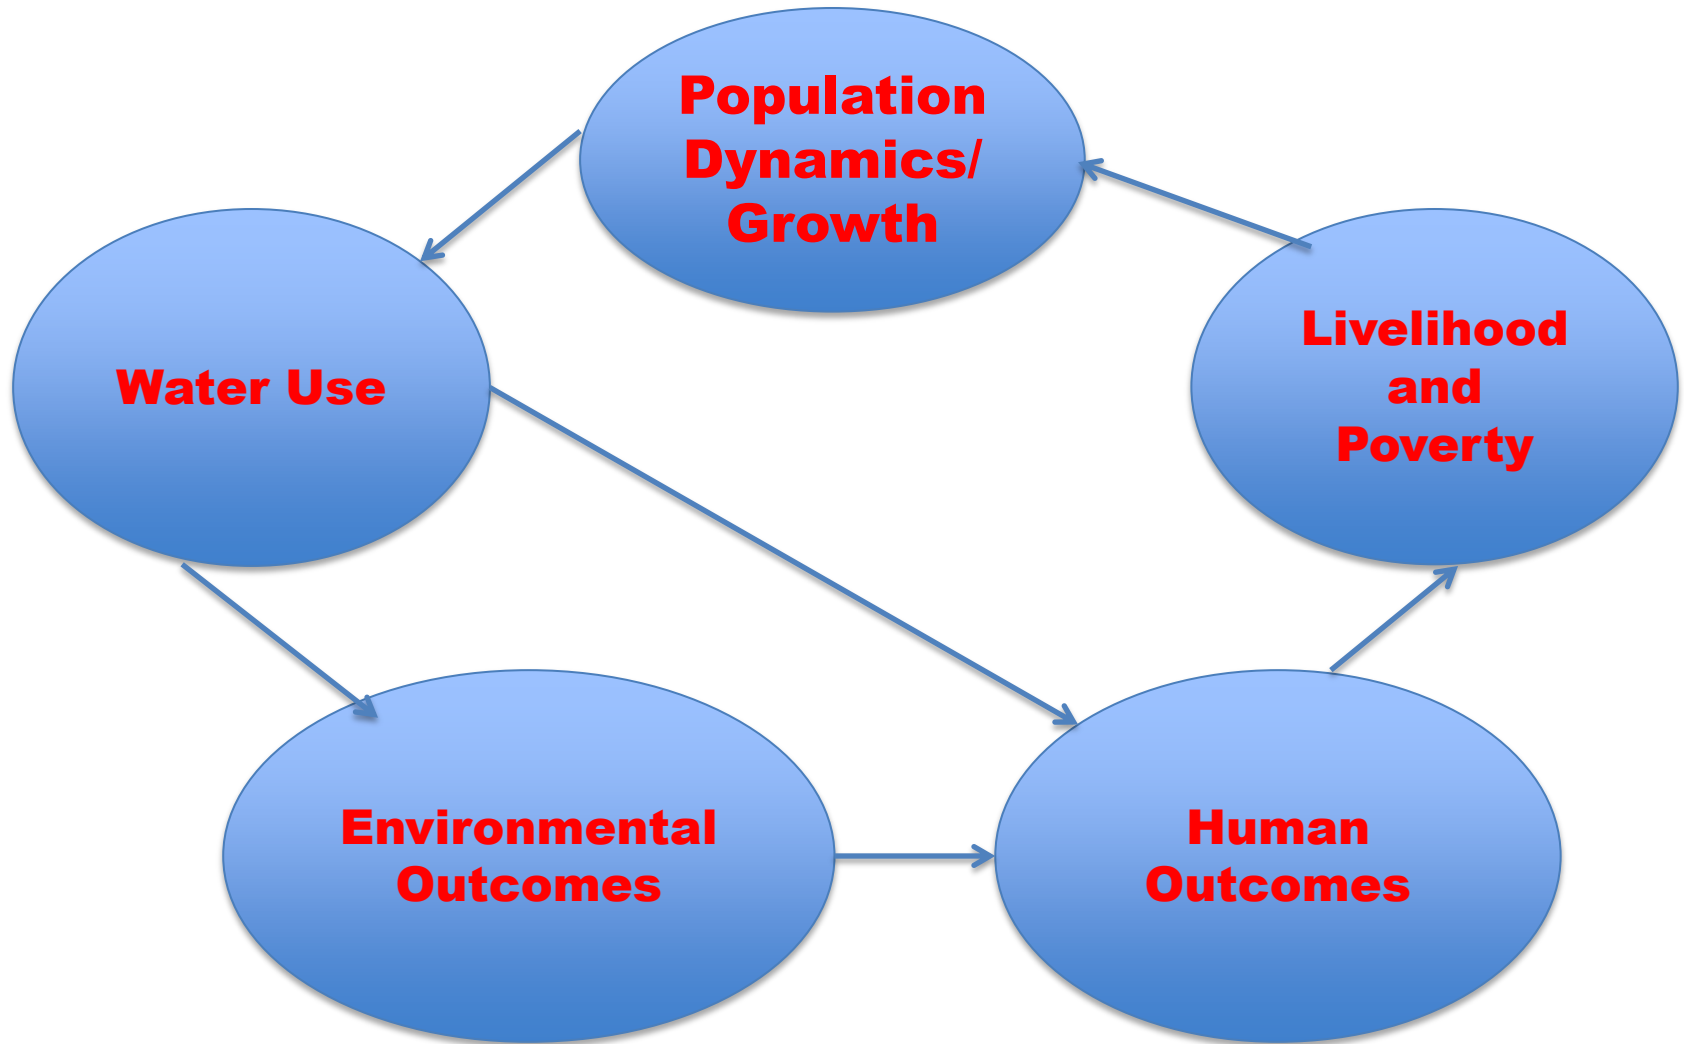 Population
Dynamics/
Growth
Water Use
Livelihood
and
Poverty
Environmental
Outcomes
Human
Outcomes